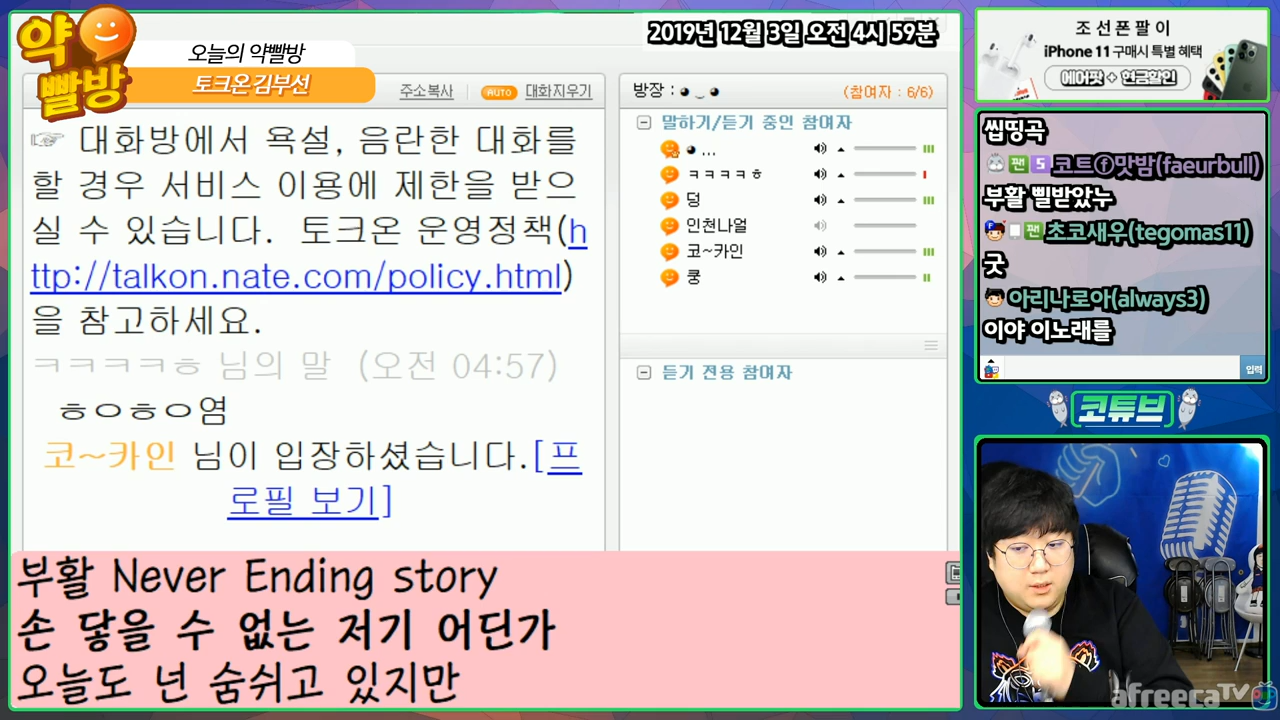 약빨방
오늘의 약빨방
토크온 김부선
2019년 12월 3일 오전 4시 59분
주소복사
AUTO 대화지우기
☞ 대화방에서 욕설, 음란한 대화를
할 경우 서비스 이용에 제한을 받으
실 수 있습니다. 토크온 운영정책(h
ttp://talkon.nate.com/policy.html)
을 참고하세요.
ㅋㅋㅋㅋㅎ 님의 말 (오전 04:57)
ㅎㅇㅎㅇ염
코~카인 님이 입장하셨습니다.[프
로필 보기]
방장 : ◕ ‿ ◕
(참여자 : 6/6)
말하기/듣기 중인 참여자
◕ ...
ㅋㅋㅋㅋㅎ
덩
인천나얼
코~카인
쿵
듣기 전용 참여자
부활 Never Ending story
손 닿을 수 없는 저기 어딘가
오늘도 넌 숨쉬고 있지만
조선폰팔이
iPhone 11 구매시 특별 혜택
에어팟 + 현금할인
씹띵곡
팬 5 코트ⓕ맛밤(faeurbull)
부활 삘받았누
팬 초코새우(tegomas11)
굿
아리나로아(always3)
이야 이노래를
입력
코튜브
afreecaTV